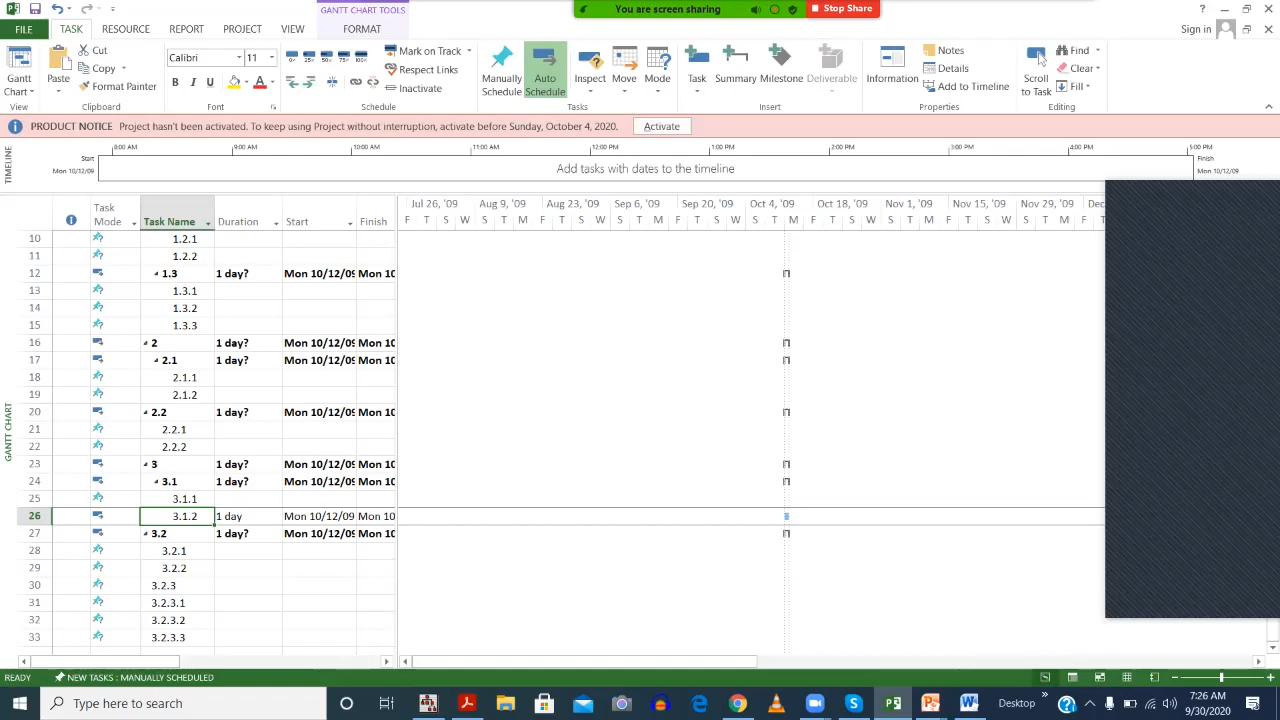 GANTT CHART TOOLS
You are screen sharing
Stop Share
FILE TASK RESOURCE REPORT PROJECT VIEW FORMAT
Sign in
Gantt Chart
View
Paste
Cut
Copy
Format Painter
Clipboard
Calibri 11
B I U A
Font
0% 25% 50% 75% 100%
Mark on Track
Respect Links
Inactivate
Schedule
Manually Schedule
Auto Schedule
Inspect
Move
Mode
Tasks
Task
Summary
Milestone
Deliverable
Insert
Information
Notes
Details
Add to Timeline
Properties
Scroll to Task
Find
Clear
Fill
Editing
PRODUCT NOTICE Project hasn't been activated. To keep using Project without interruption, activate before Sunday, October 4, 2020. Activate
TIMELINE
8:00 AM 9:00 AM 10:00 AM 11:00 AM 12:00 PM 1:00 PM 2:00 PM 3:00 PM 4:00 PM 5:00 PM
Start
Mon 10/12/09
Add tasks with dates to the timeline
Finish
Mon 10/12/09
GANTT CHART
Task Mode Task Name Duration Start Finish
Jul 26, '09 Aug 9, '09 Aug 23, '09 Sep 6, '09 Sep 20, '09 Oct 4, '09 Oct 18, '09 Nov 1, '09 Nov 15, '09 Nov 29, '09 Dec
F T S W S T M F T S W S T M F T S W S T M F T S W S T M F T
10 1.2.1
11 1.2.2
12 1.3 1 day? Mon 10/12/09 Mon 10
13 1.3.1
14 1.3.2
15 1.3.3
16 2 1 day? Mon 10/12/09 Mon 10
17 2.1 1 day? Mon 10/12/09 Mon 10
18 2.1.1
19 2.1.2
20 2.2 1 day? Mon 10/12/09 Mon 10
21 2.2.1
22 2.2.2
23 3 1 day? Mon 10/12/09 Mon 10
24 3.1 1 day? Mon 10/12/09 Mon 10
25 3.1.1
26 3.1.2 1 day Mon 10/12/09 Mon 10
27 3.2 1 day? Mon 10/12/09 Mon 10
28 3.2.1
29 3.2.2
30 3.2.3
31 3.2.3.1
32 3.2.3.2
33 3.2.3.3
READY NEW TASKS : MANUALLY SCHEDULED
Type here to search
Desktop
7:26 AM
9/30/2020